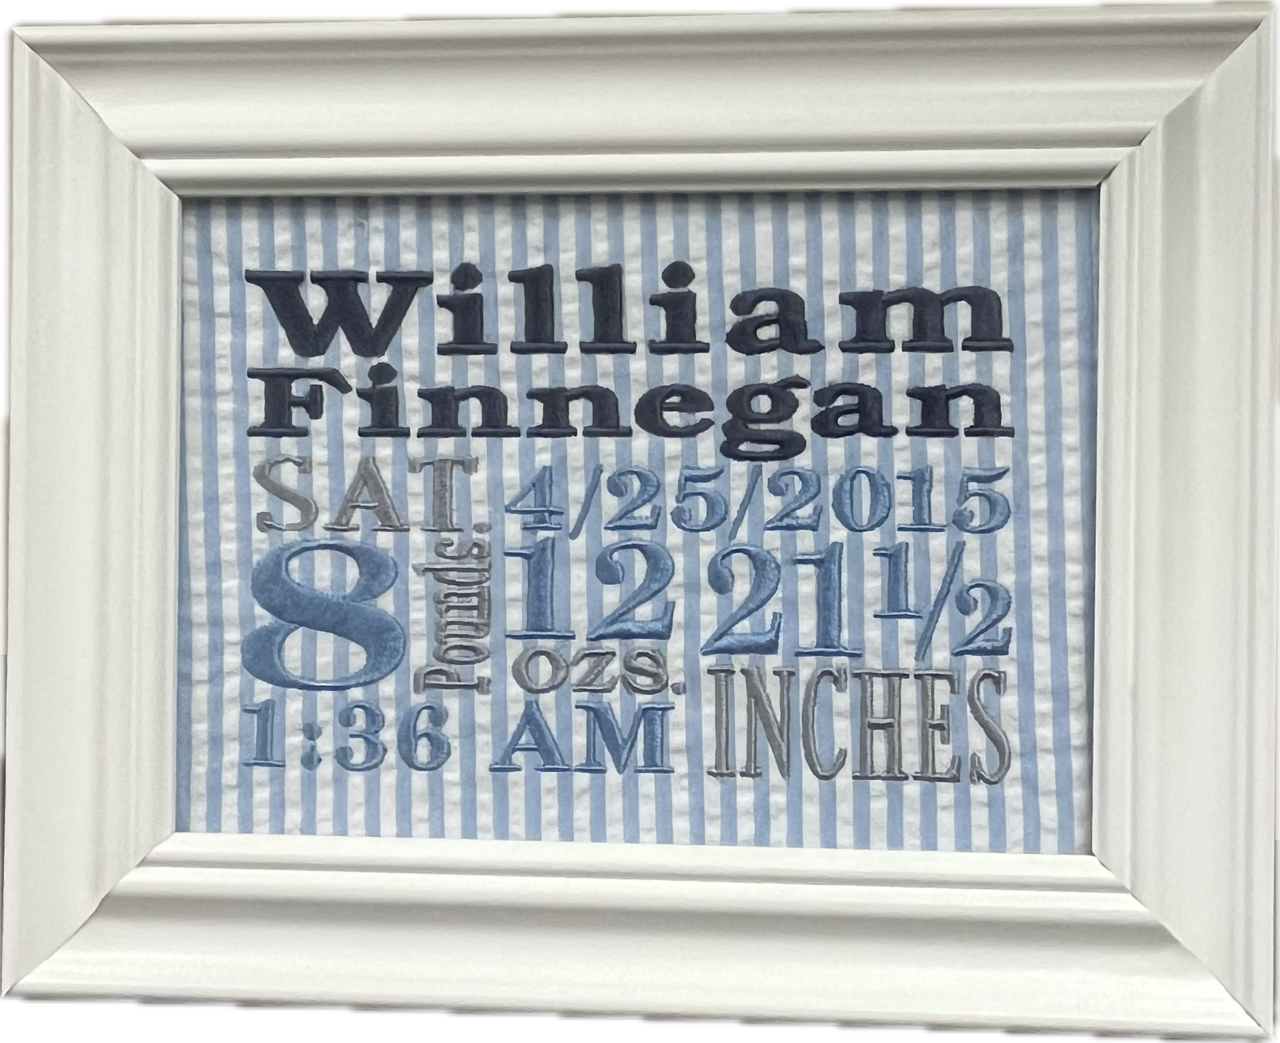 William
Finnegan
SAT. 4/25/2015
8 Pounds 12 ozs. 21 1/2 INCHES
1:36 AM